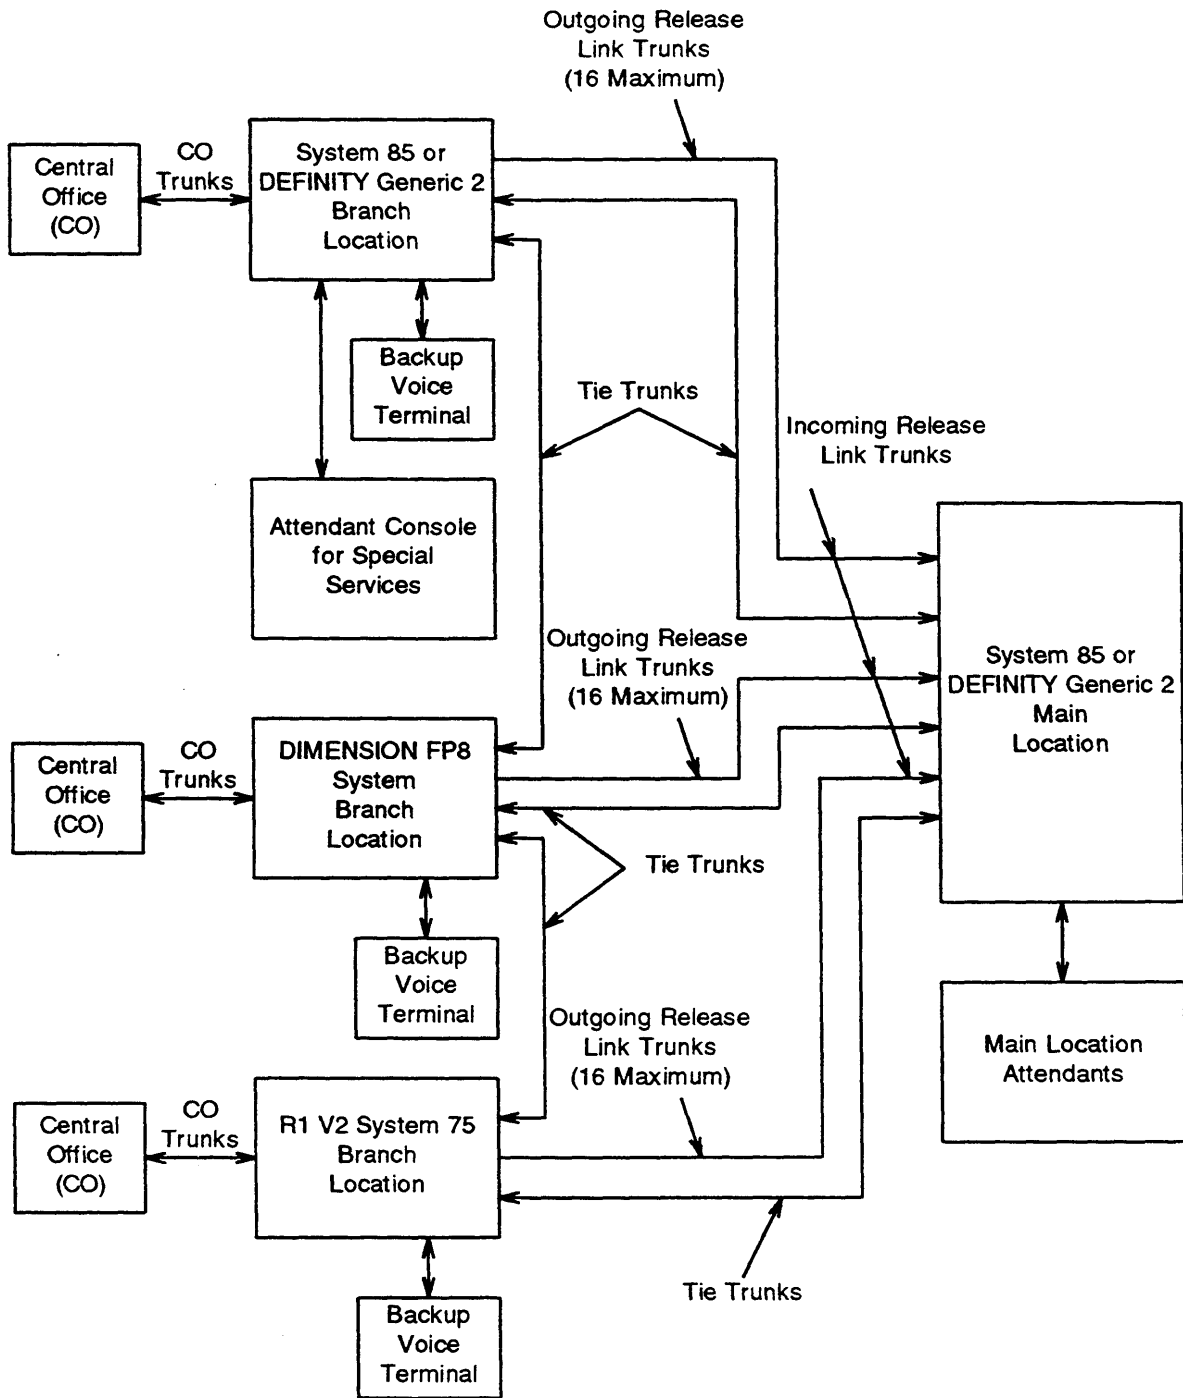 Outgoing Release
Link Trunks
(16 Maximum)
Central
Office
(CO)
CO
Trunks
System 85 or
DEFINITY Generic 2
Branch
Location
Backup
Voice
Terminal
Tie Trunks
Incoming Release
Link Trunks
Attendant Console
for Special
Services
Outgoing Release
Link Trunks
(16 Maximum)
System 85 or
DEFINITY Generic 2
Main
Location
Central
Office
(CO)
CO
Trunks
DIMENSION FP8
System
Branch
Location
Tie Trunks
Backup
Voice
Terminal
Outgoing Release
Link Trunks
(16 Maximum)
Main Location
Attendants
Central
Office
(CO)
CO
Trunks
R1 V2 System 75
Branch
Location
Tie Trunks
Backup
Voice
Terminal